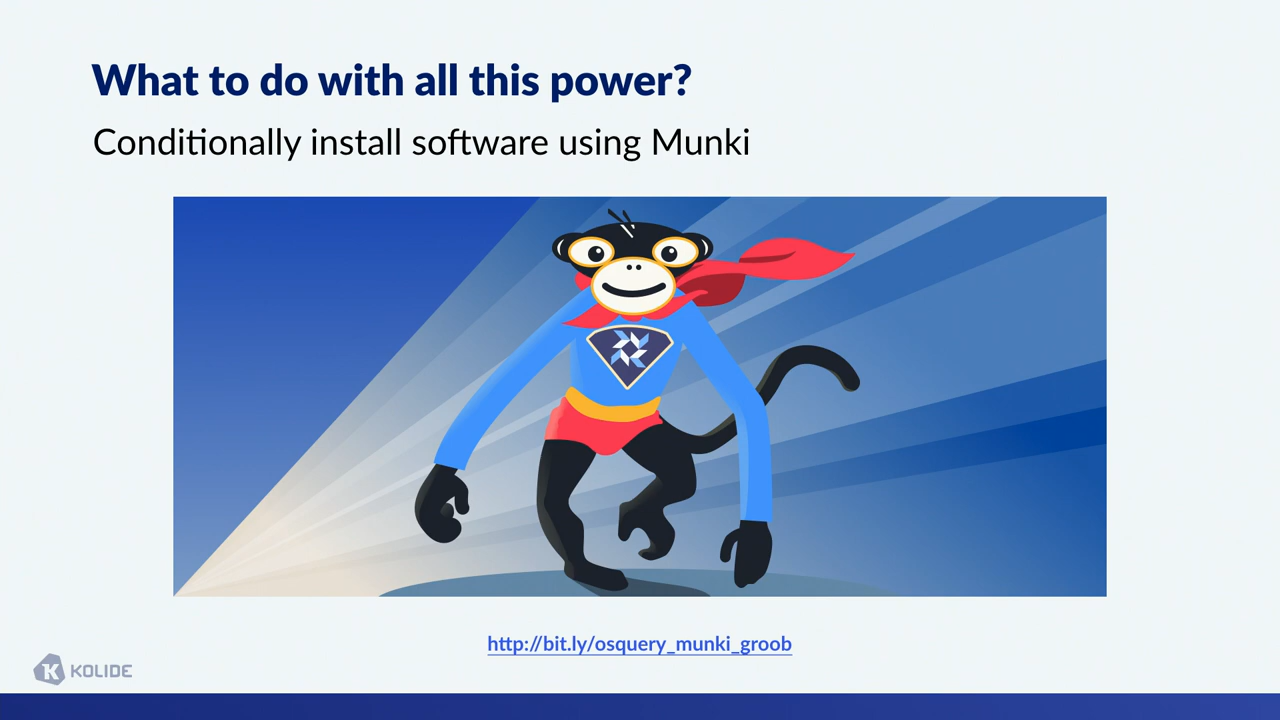 What to do with all this power?
Conditionally install software using Munki
http://bit.ly/osquery_munki_groob
K KOLIDE